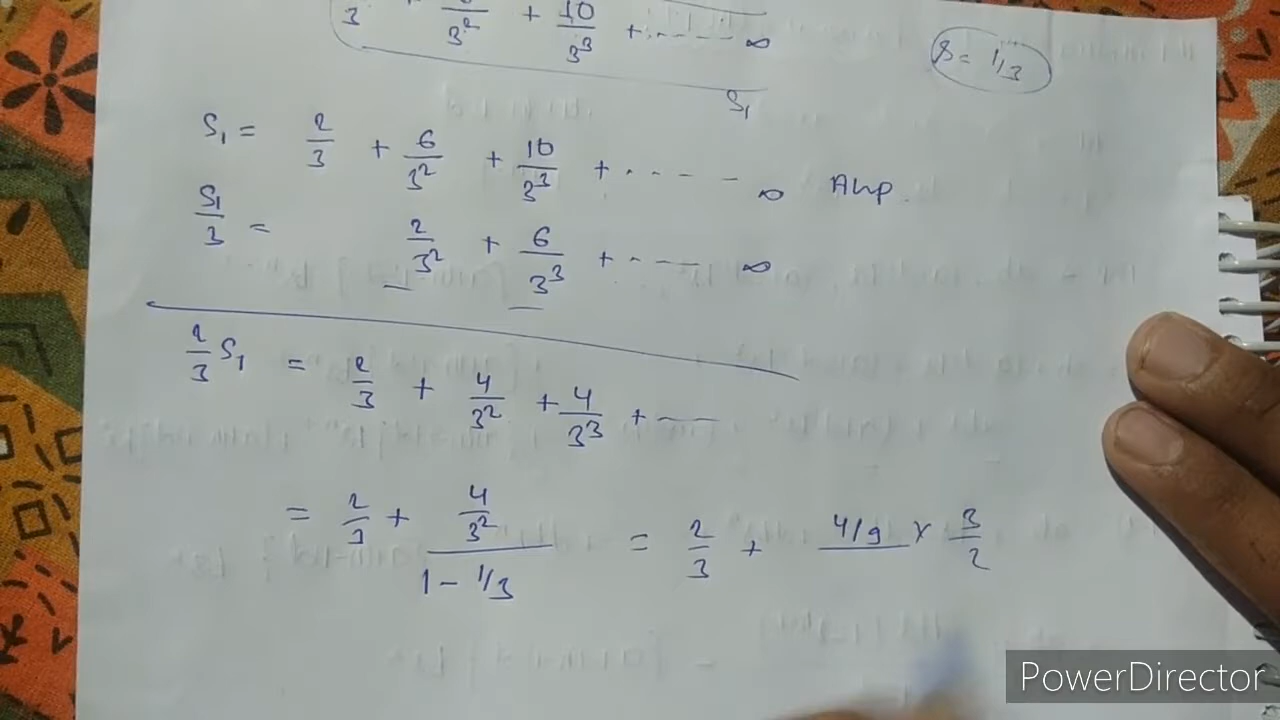 3 + 6/3² + 10/3³ + ------ ∞
S₁
8 = 1/3
S₁ = 2/3 + 6/3² + 10/3³ + ..... ∞ AHP.
S₁/3 = 2/3² + 6/3³ + ..... ∞
2/3 S₁ = 2/3 + 4/3² + 4/3³ + -----
= 2/3 + (4/3²)/(1 - 1/3) = 2/3 + 4/9 × 3/2
PowerDirector